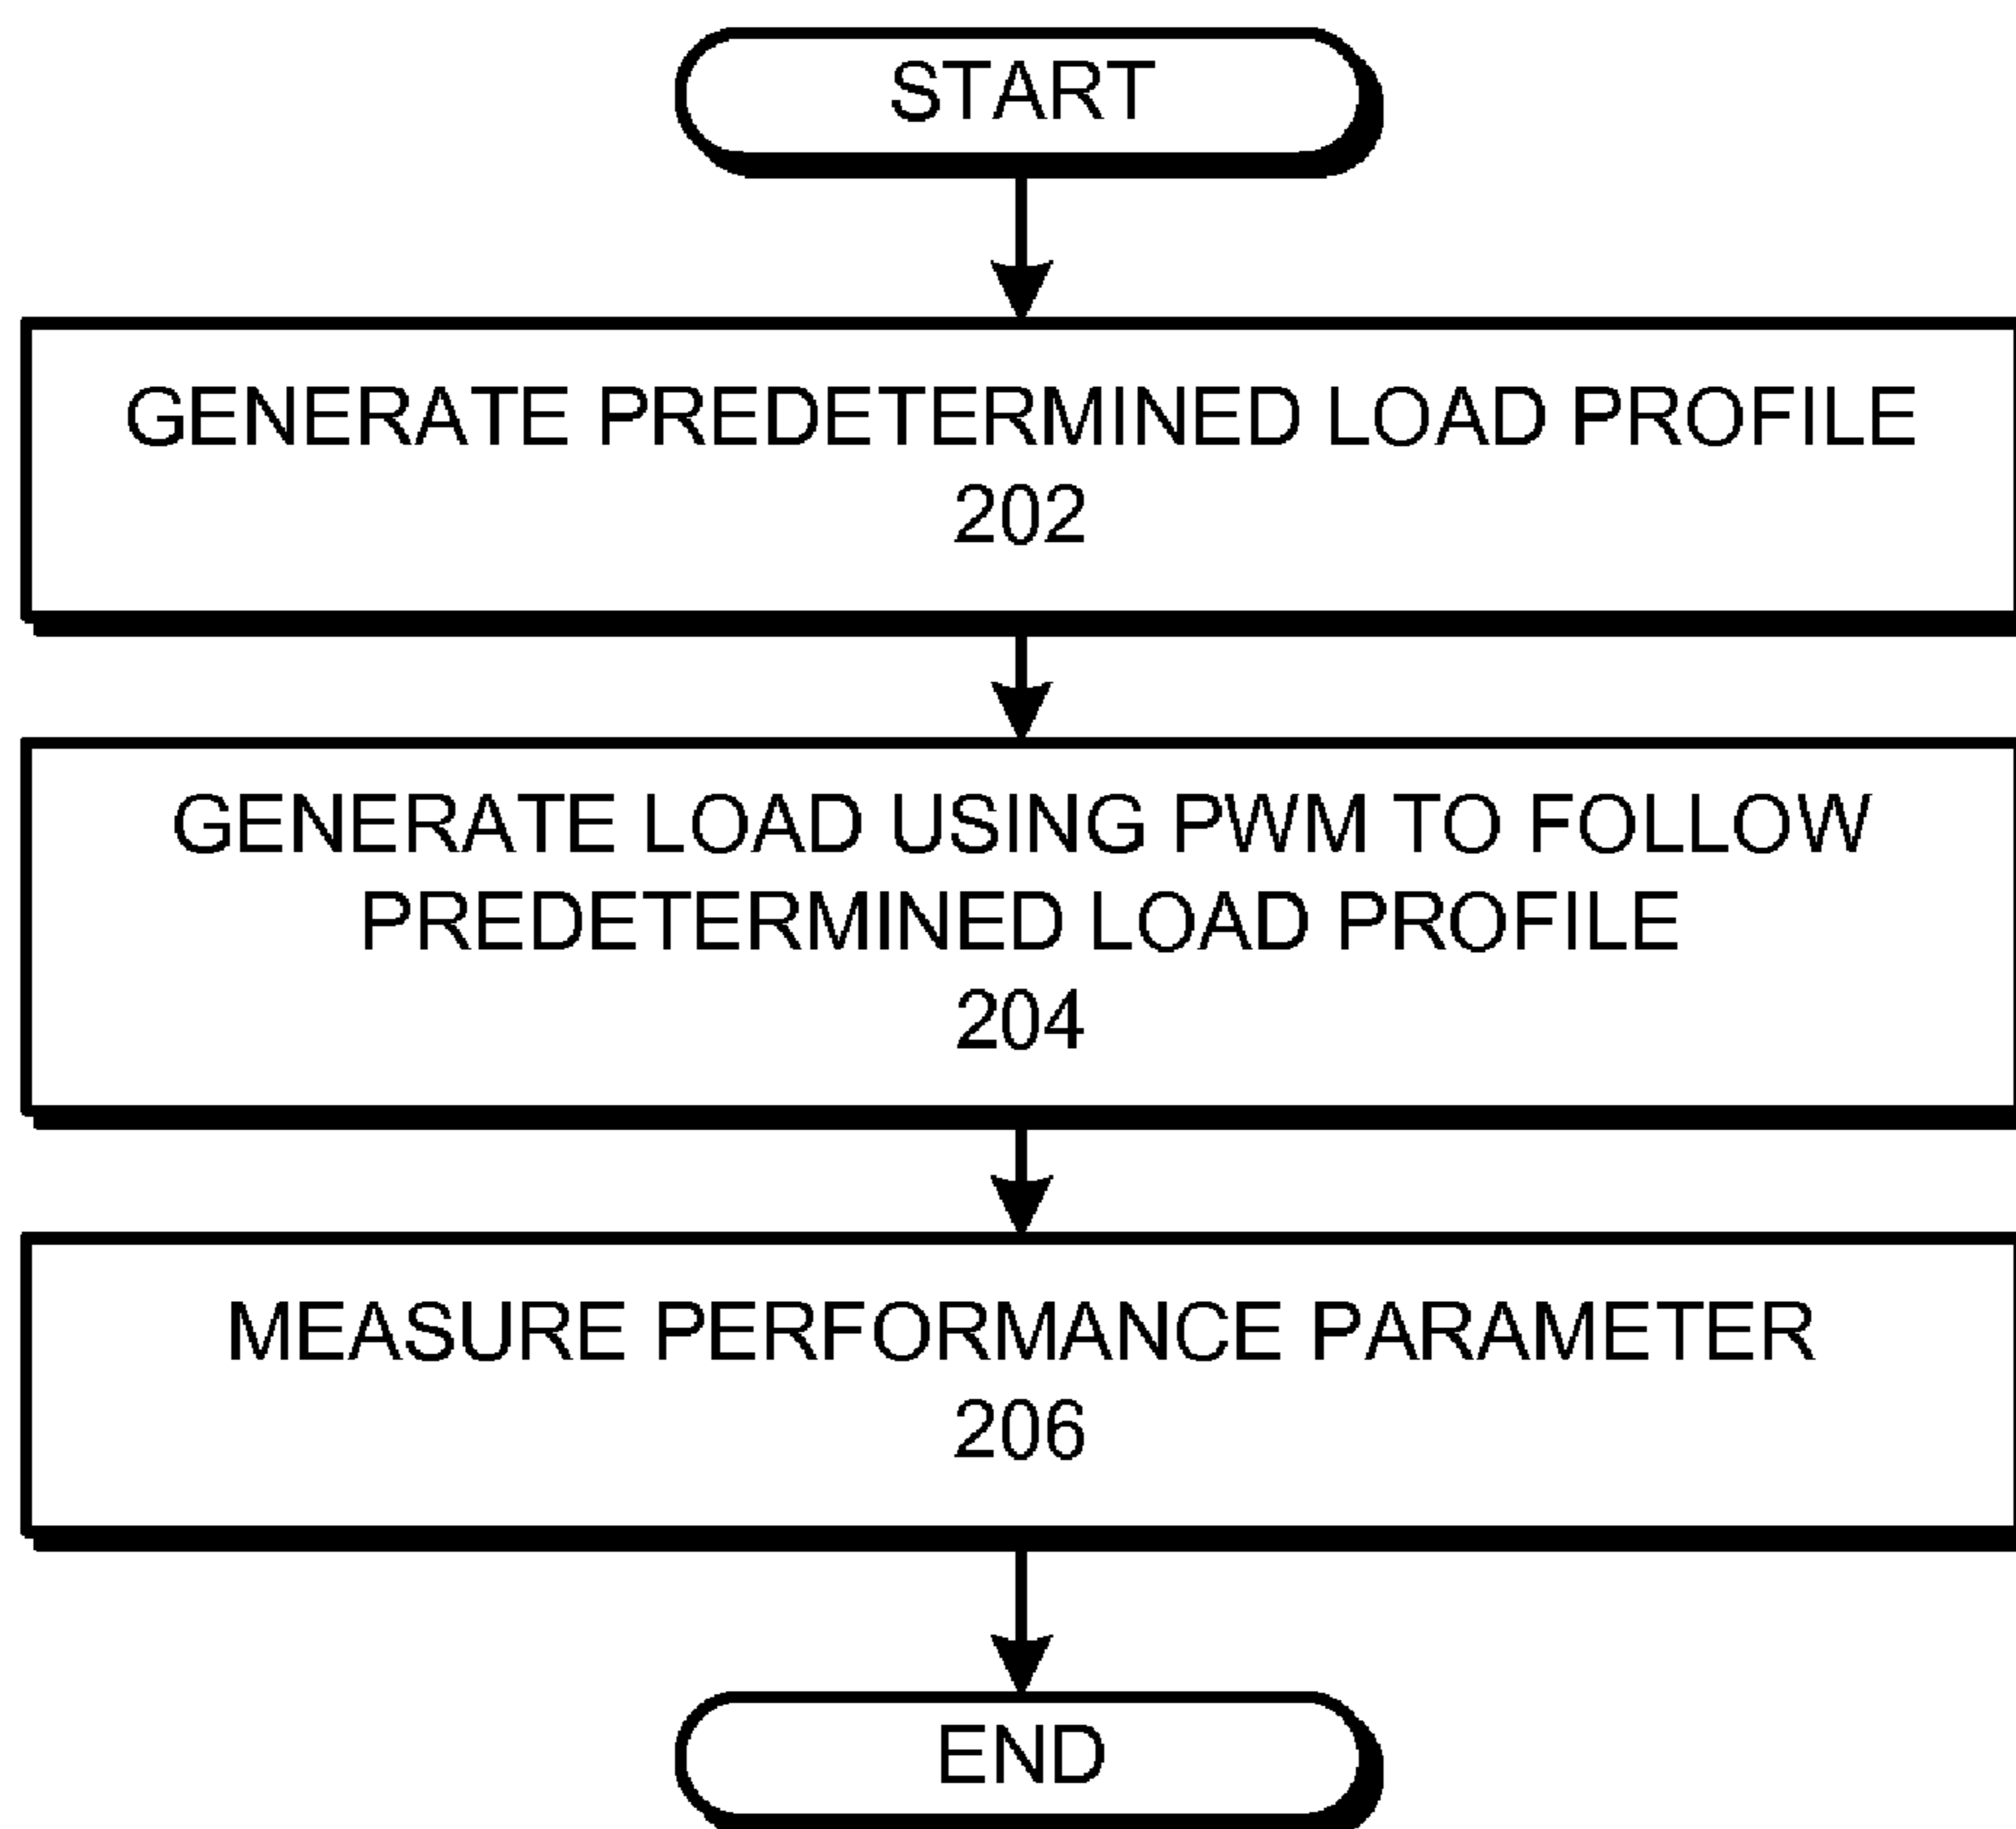 START
GENERATE PREDETERMINED LOAD PROFILE
202
GENERATE LOAD USING PWM TO FOLLOW
PREDETERMINED LOAD PROFILE
204
MEASURE PERFORMANCE PARAMETER
206
END